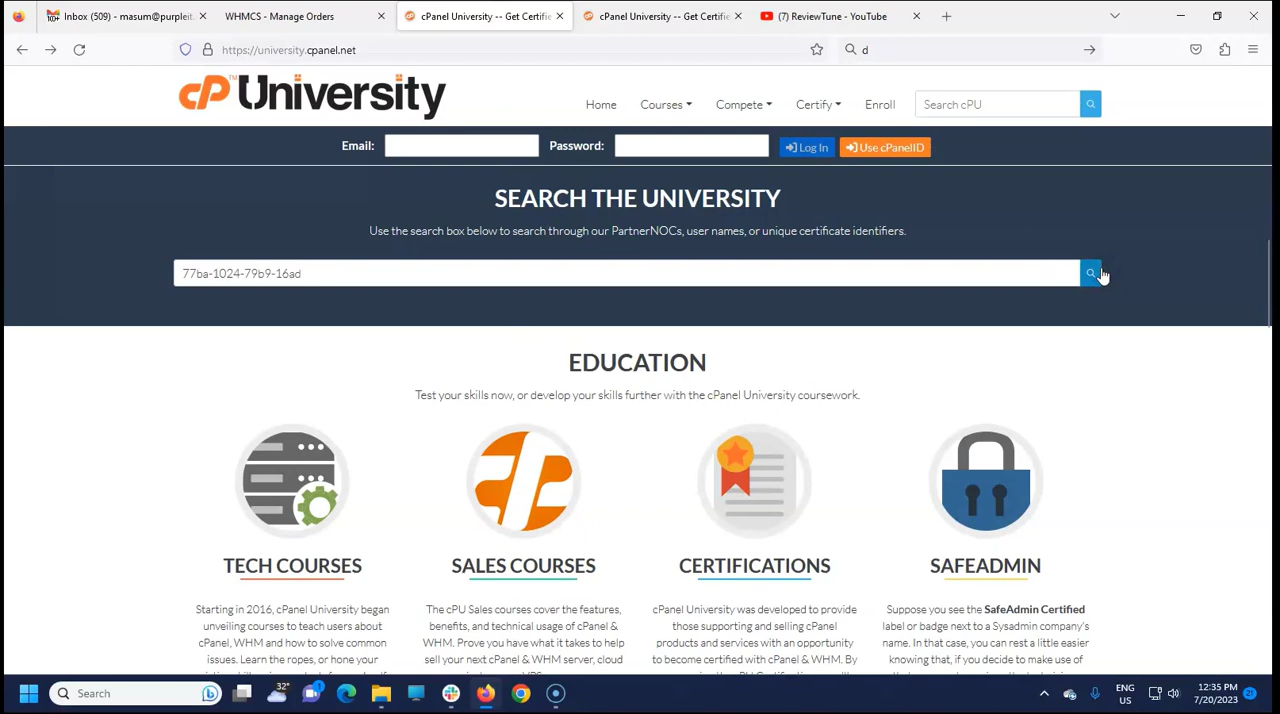 Inbox (509) - masum@purpleit.
WHMCS - Manage Orders
cPanel University -- Get Certifie
cPanel University -- Get Certifie
(7) ReviewTune - YouTube
https://university.cpanel.net
d
cP University
Home
Courses
Compete
Certify
Enroll
Search cPU
Email:
Password:
Log In
Use cPanelID
SEARCH THE UNIVERSITY
Use the search box below to search through our PartnerNOCs, user names, or unique certificate identifiers.
77ba-1024-79b9-16ad
EDUCATION
Test your skills now, or develop your skills further with the cPanel University coursework.
TECH COURSES
Starting in 2016, cPanel University began
unveiling courses to teach users about
cPanel, WHM and how to solve common
issues. Learn the ropes, or hone your
SALES COURSES
The cPU Sales courses cover the features,
benefits, and technical usage of cPanel &
WHM. Prove you have what it takes to help
sell your next cPanel & WHM server, cloud
CERTIFICATIONS
cPanel University was developed to provide
those supporting and selling cPanel
products and services with an opportunity
to become certified with cPanel & WHM. By
SAFEADMIN
Suppose you see the SafeAdmin Certified
label or badge next to a Sysadmin company's
name. In that case, you can rest a little easier
knowing that, if you decide to make use of
Search
32°
ENG
US
12:35 PM
7/20/2023